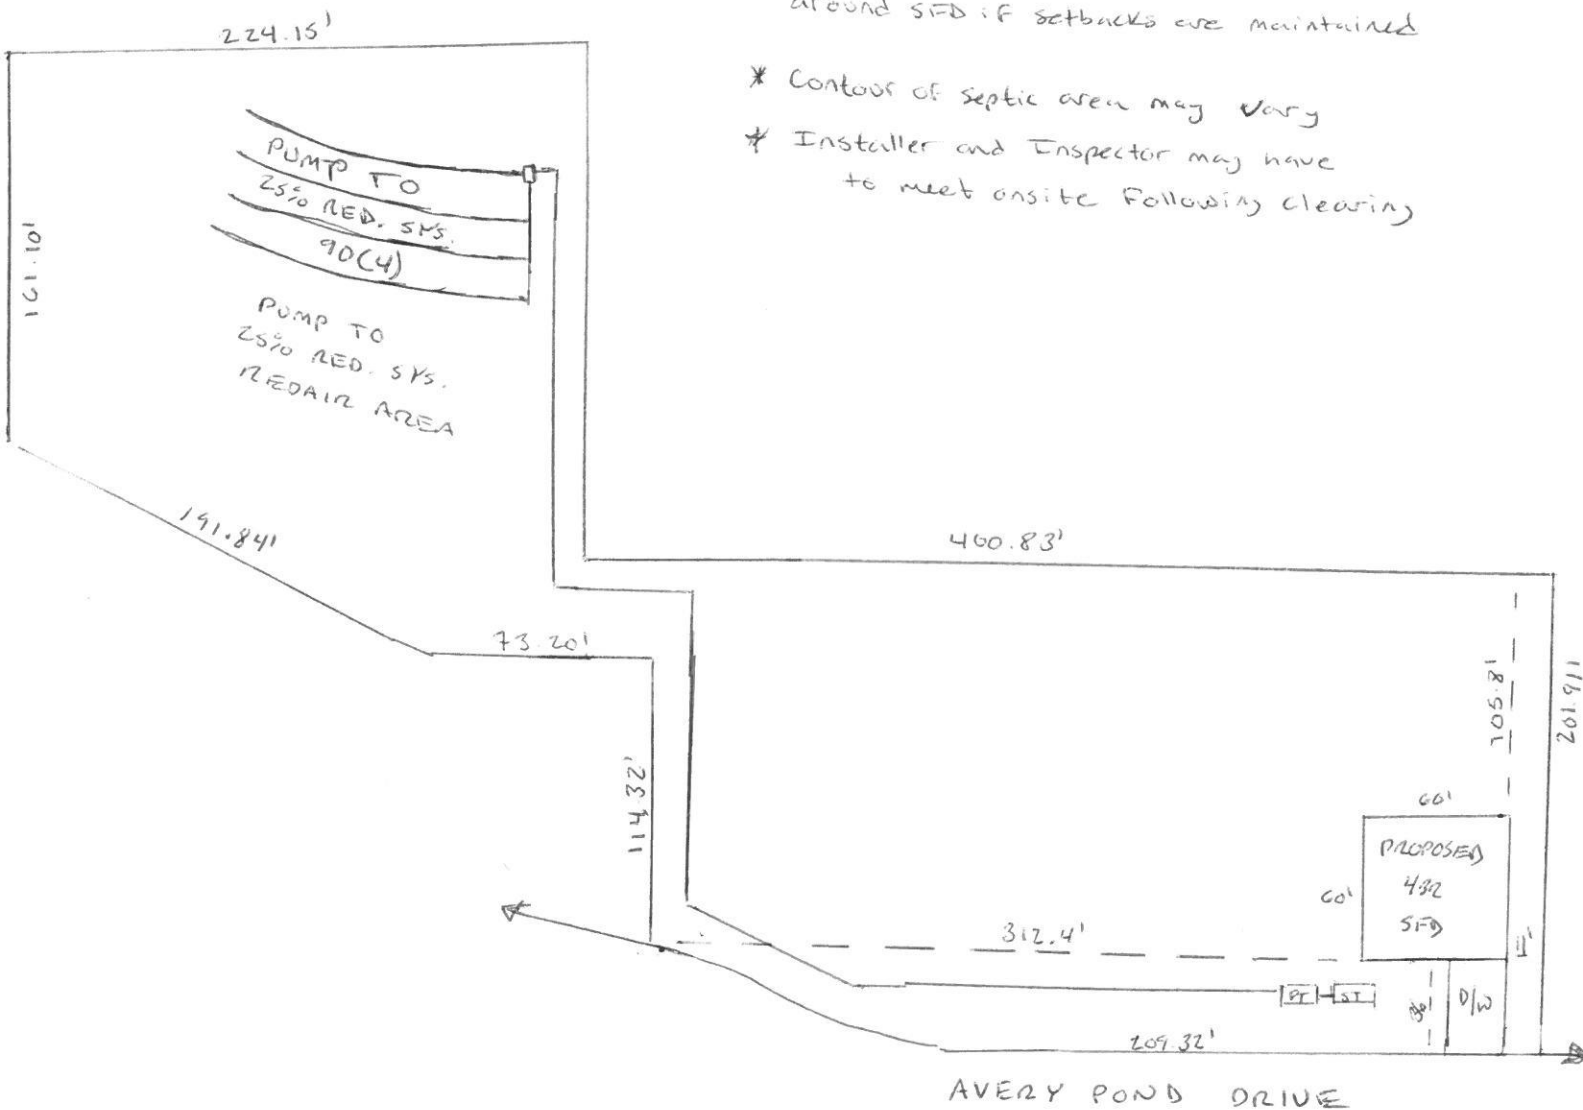 around SFD if setbacks are maintained
* Contour of septic area may vary
* Installer and Inspector may have
to meet onsite Following clearing
224.15'
161.10'
PUMP TO
25% RED. SYS.
90(4)
PUMP TO
25% RED. SYS.
REPAIR AREA
191.84'
73.20'
114.32'
460.83'
105.8'
201.91'
60'
60'
PROPOSED
4BR
SFD
11'
312.4'
PT
ST
36'
D/W
209.32'
AVERY POND DRIVE